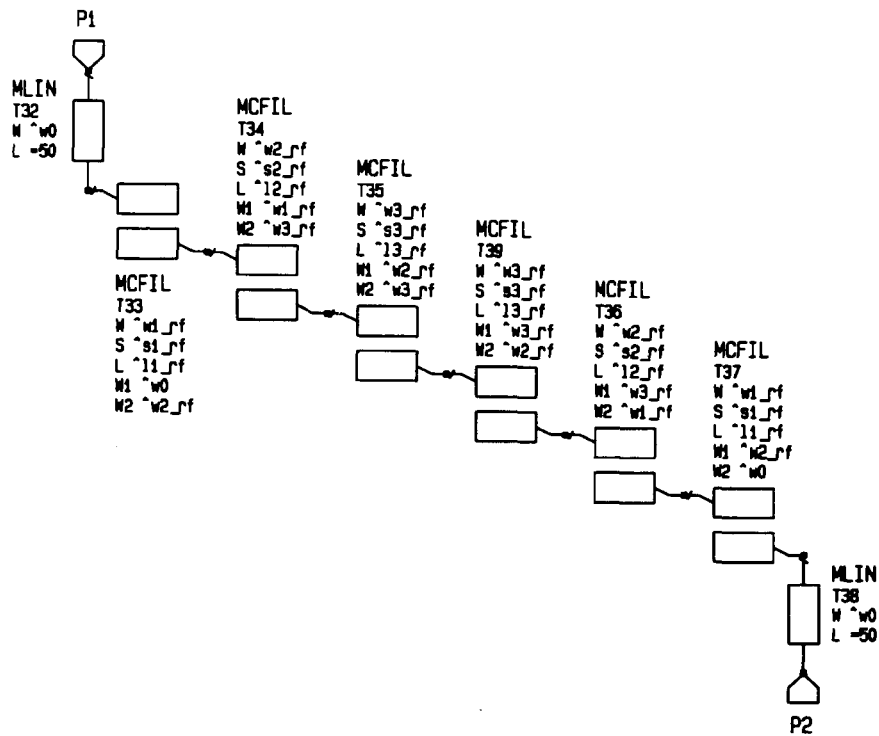 P1
MLIN
T32
W ^w0
L =50
MCFIL
T34
W ^w2_rf
S ^s2_rf
L ^l2_rf
W1 ^w1_rf
W2 ^w3_rf
MCFIL
T35
W ^w3_rf
S ^s3_rf
L ^l3_rf
W1 ^w2_rf
W2 ^w3_rf
MCFIL
T39
W ^w3_rf
S ^s3_rf
L ^l3_rf
W1 ^w3_rf
W2 ^w2_rf
MCFIL
T33
W ^w1_rf
S ^s1_rf
L ^l1_rf
W1 ^w0
W2 ^w2_rf
MCFIL
T36
W ^w2_rf
S ^s2_rf
L ^l2_rf
W1 ^w3_rf
W2 ^w1_rf
MCFIL
T37
W ^w1_rf
S ^s1_rf
L ^l1_rf
W1 ^w2_rf
W2 ^w0
MLIN
T38
W ^w0
L =50
P2